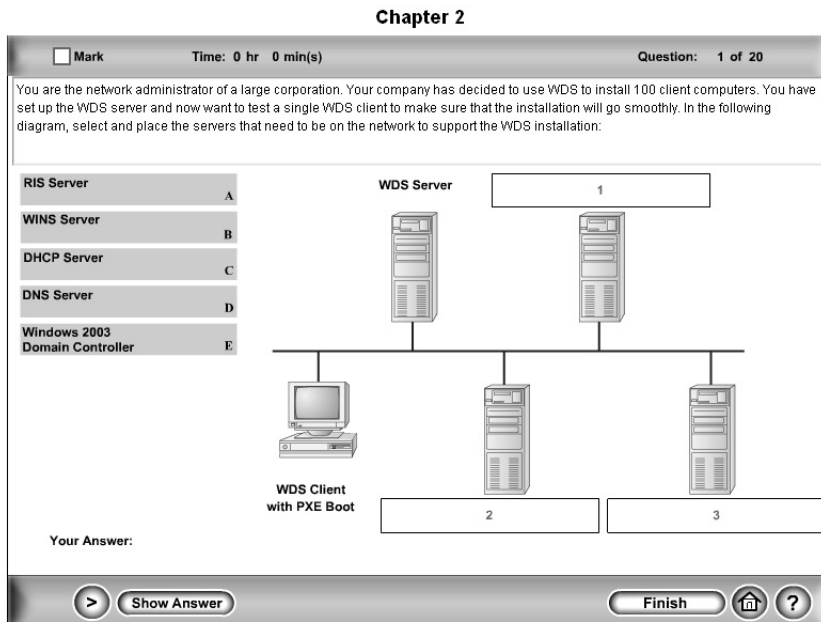 Chapter 2
Mark
Time: 0 hr 0 min(s)
Question: 1 of 20
You are the network administrator of a large corporation. Your company has decided to use WDS to install 100 client computers. You have
set up the WDS server and now want to test a single WDS client to make sure that the installation will go smoothly. In the following
diagram, select and place the servers that need to be on the network to support the WDS installation:
RIS Server
A
WINS Server
B
DHCP Server
C
DNS Server
D
Windows 2003
Domain Controller
E
WDS Server
1
WDS Client
with PXE Boot
2
3
Your Answer:
>
Show Answer
Finish
?